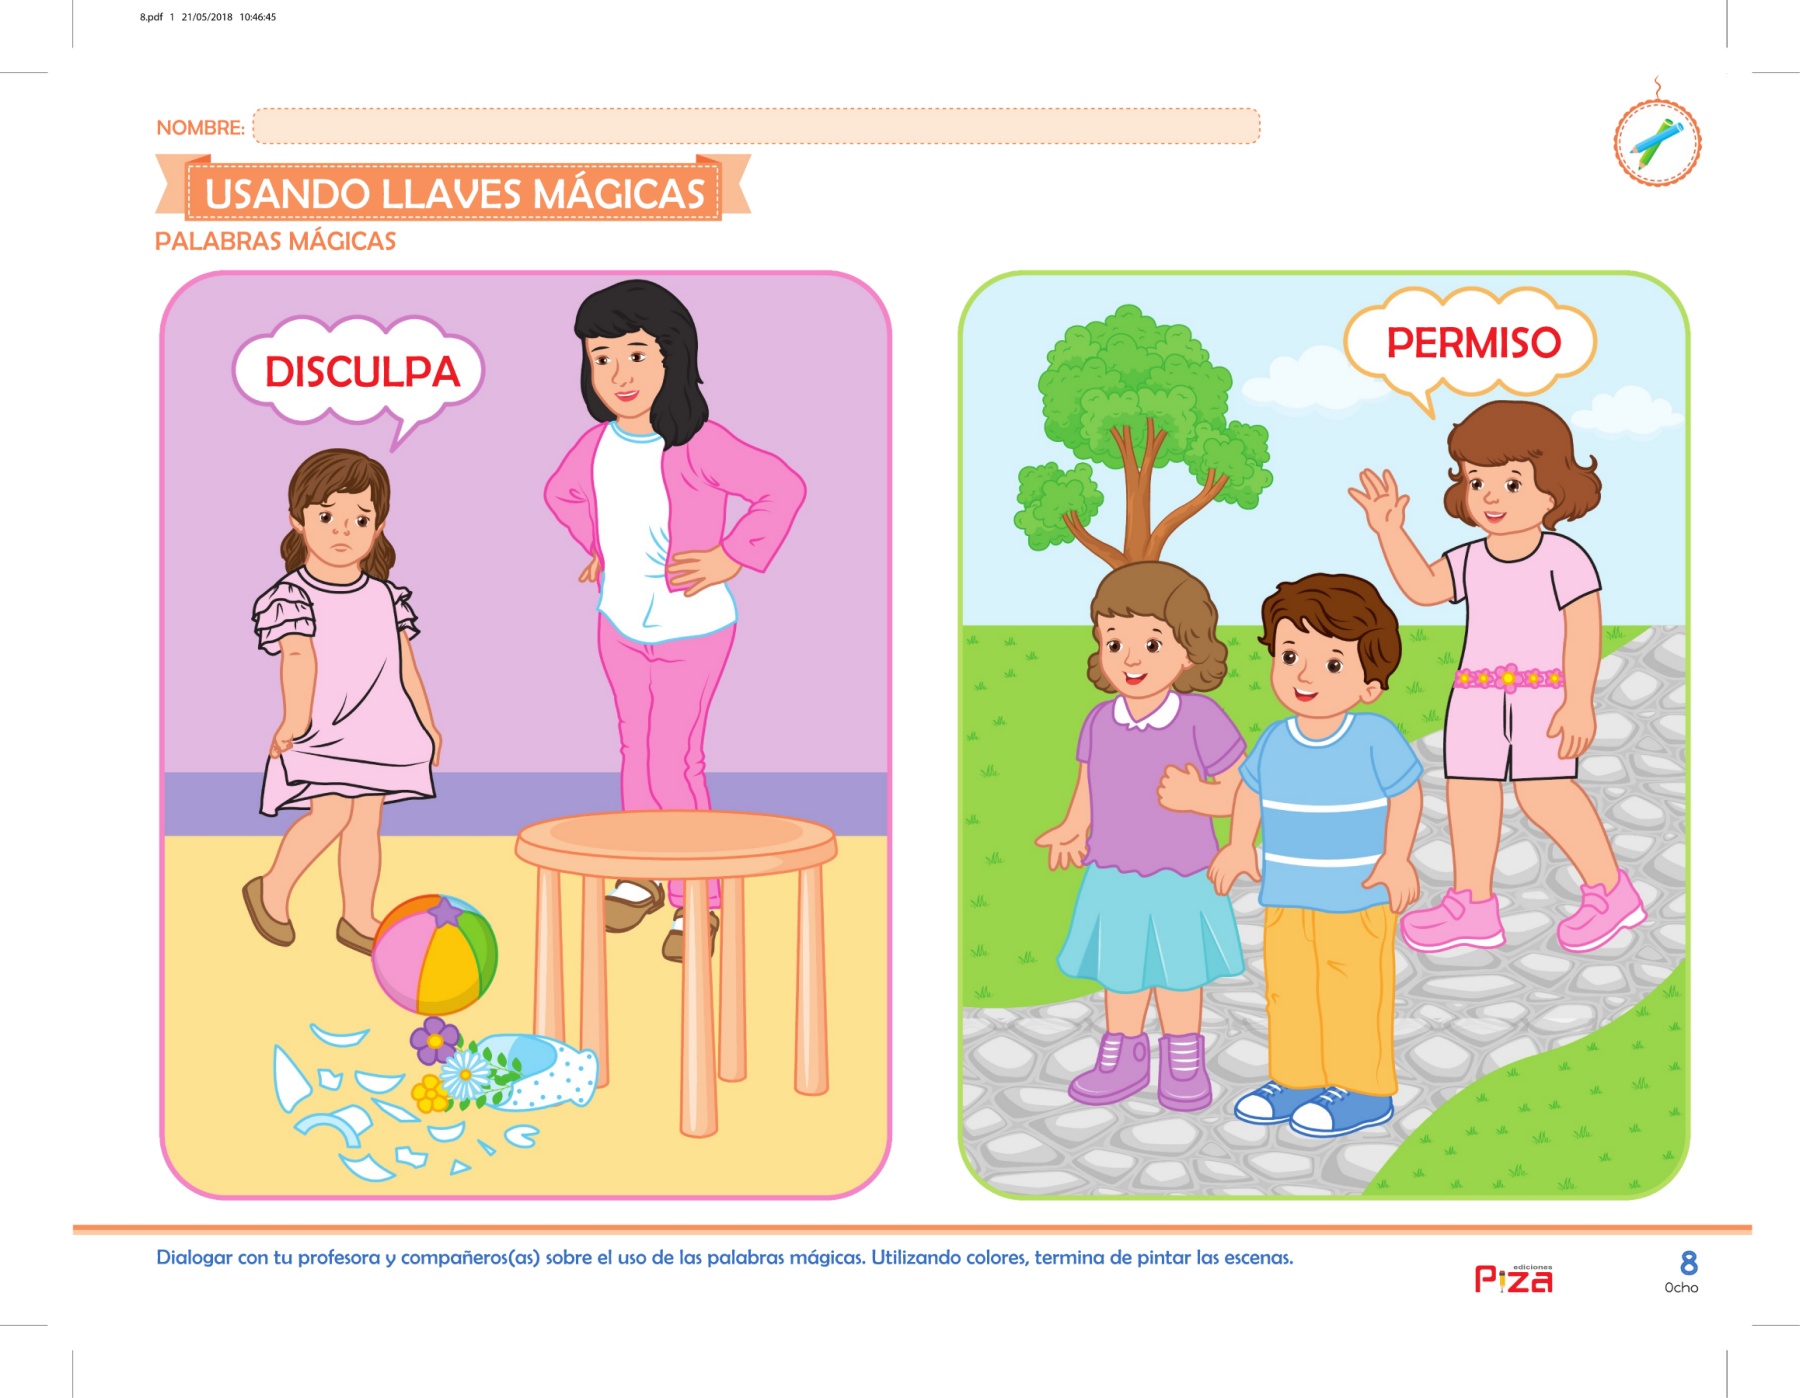 8.pdf 1 21/05/2018 10:46:45
NOMBRE:
USANDO LLAVES MÁGICAS
PALABRAS MÁGICAS
DISCULPA
PERMISO
Dialogar con tu profesora y compañeros(as) sobre el uso de las palabras mágicas. Utilizando colores, termina de pintar las escenas.
ediciones
Piza
8
Ocho